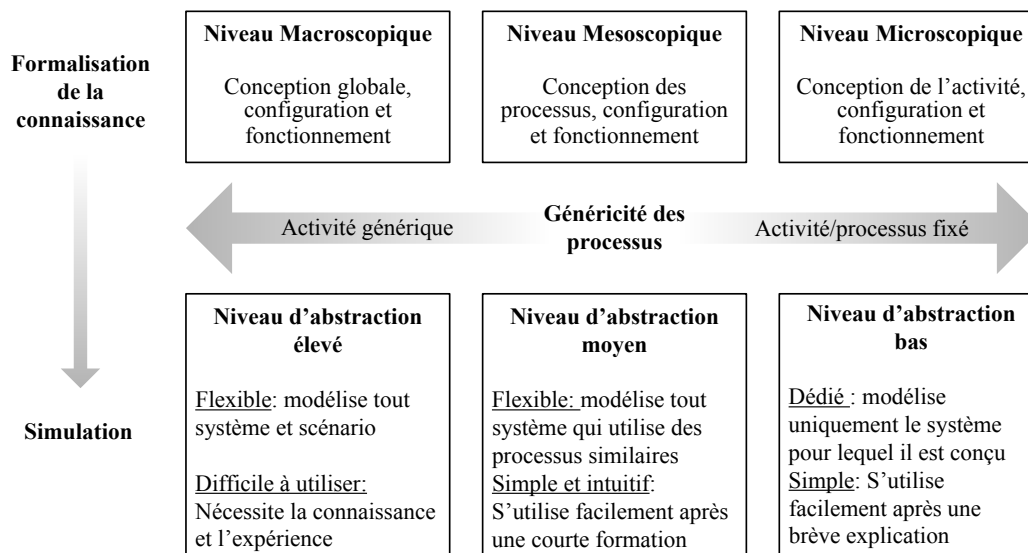 Formalisation
de la
connaissance
Niveau Macroscopique
Conception globale,
configuration et
fonctionnement
Niveau Mesoscopique
Conception des
processus, configuration
et fonctionnement
Niveau Microscopique
Conception de l’activité,
configuration et
fonctionnement
Activité générique
Généricité des
processus
Activité/processus fixé
Simulation
Niveau d’abstraction
élevé
Flexible: modélise tout
système et scénario
Difficile à utiliser:
Nécessite la connaissance
et l’expérience
Niveau d’abstraction
moyen
Flexible: modélise tout
système qui utilise des
processus similaires
Simple et intuitif:
S’utilise facilement après
une courte formation
Niveau d’abstraction
bas
Dédié : modélise
uniquement le système
pour lequel il est conçu
Simple: S’utilise
facilement après une
brève explication